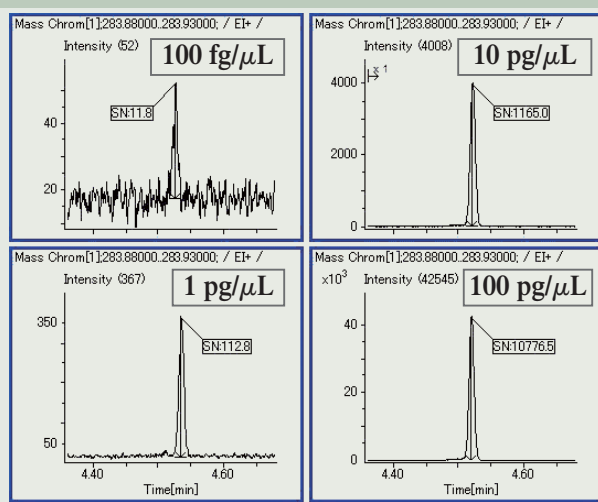 Mass Chrom[1];283.88000..283.93000; / EI+ /
Intensity (52)
100 fg/μL
SN:11.8
40
20
Mass Chrom[1];283.88000..283.93000; / EI+ /
Intensity (4008)
10 pg/μL
x 1
SN:1165.0
4000
2000
0
Mass Chrom[1];283.88000..283.93000; / EI+ /
Intensity (367)
1 pg/μL
SN:112.8
350
50
4.40
4.60
Time[min]
Mass Chrom[1];283.88000..283.93000; / EI+ /
x10³ Intensity (42545)
100 pg/μL
SN:10776.5
40
20
0
4.40
4.60
Time[min]